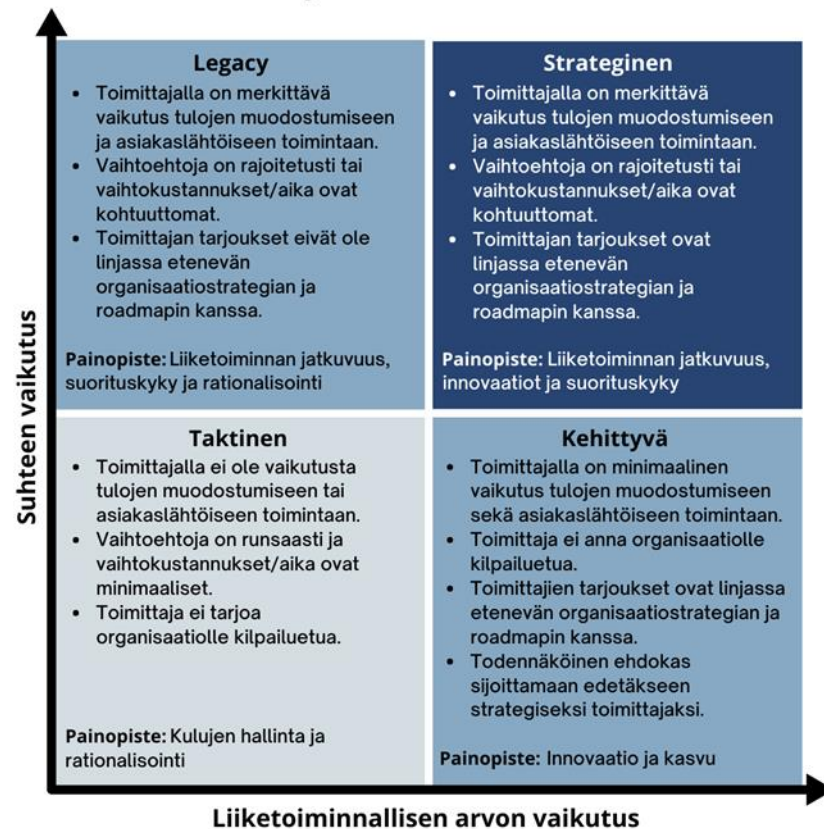 Legacy
• Toimittajalla on merkittävä
vaikutus tulojen muodostumiseen
ja asiakaslähtöiseen toimintaan.
• Vaihtoehtoja on rajoitetusti tai
vaihtokustannukset/aika ovat
kohtuuttomat.
• Toimittajan tarjoukset eivät ole
linjassa etenevän
organisaatiostrategian ja
roadmapin kanssa.
Painopiste: Liiketoiminnan jatkuvuus,
suorituskyky ja rationalisointi
Strateginen
• Toimittajalla on merkittävä
vaikutus tulojen muodostumiseen
ja asiakaslähtöiseen toimintaan.
• Vaihtoehtoja on rajoitetusti tai
vaihtokustannukset/aika ovat
kohtuuttomat.
• Toimittajan tarjoukset ovat
linjassa etenevän
organisaatiostrategian ja
roadmapin kanssa.
Painopiste: Liiketoiminnan jatkuvuus,
innovaatiot ja suorituskyky
Suhteen vaikutus
Taktinen
• Toimittajalla ei ole vaikutusta
tulojen muodostumiseen tai
asiakaslähtöiseen toimintaan.
• Vaihtoehtoja on runsaasti ja
vaihtokustannukset/aika ovat
minimaaliset.
• Toimittaja ei tarjoa
organisaatiolle kilpailuetua.
Painopiste: Kulujen hallinta ja
rationalisointi
Kehittyvä
• Toimittajalla on minimaalinen
vaikutus tulojen muodostumiseen
sekä asiakaslähtöiseen toimintaan.
• Toimittaja ei anna organisaatiolle
kilpailuetua.
• Toimittajien tarjoukset ovat linjassa
etenevän organisaatiostrategian ja
roadmapin kanssa.
• Todennäköinen ehdokas
sijoittamaan edetäkseen
strategiseksi toimittajaksi.
Painopiste: Innovaatio ja kasvu
Liiketoiminnallisen arvon vaikutus